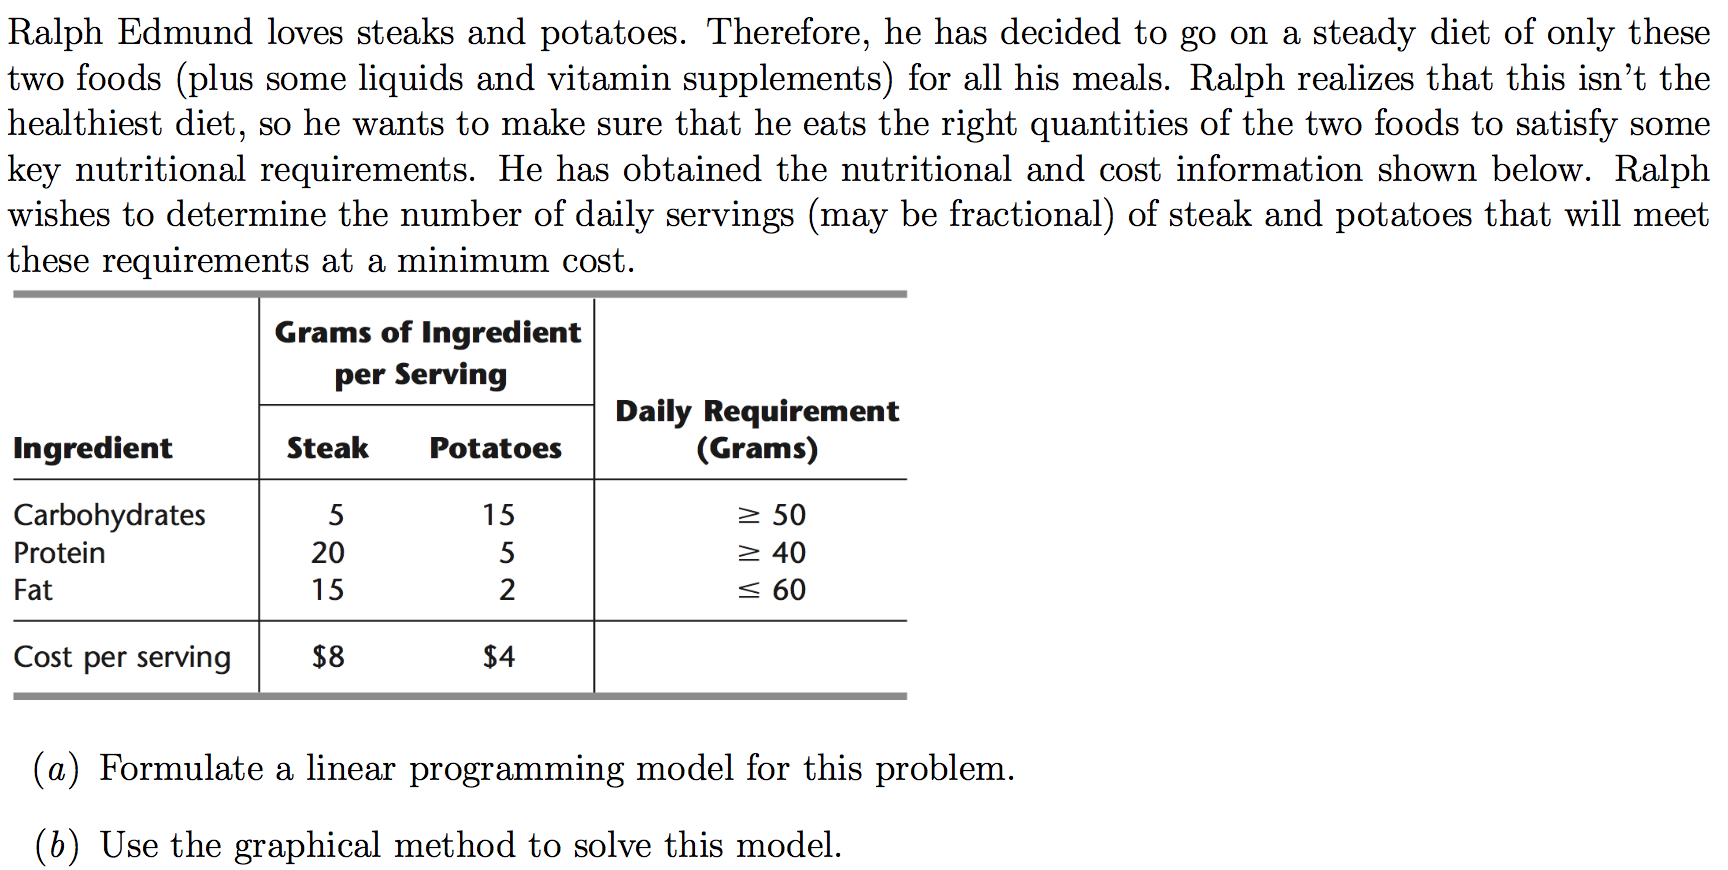 Ralph Edmund loves steaks and potatoes. Therefore, he has decided to go on a steady diet of only these
two foods (plus some liquids and vitamin supplements) for all his meals. Ralph realizes that this isn't the
healthiest diet, so he wants to make sure that he eats the right quantities of the two foods to satisfy some
key nutritional requirements. He has obtained the nutritional and cost information shown below. Ralph
wishes to determine the number of daily servings (may be fractional) of steak and potatoes that will meet
these requirements at a minimum cost.
Grams of Ingredient
per Serving
Daily Requirement
(Grams)
Ingredient Steak Potatoes
Carbohydrates 5 15 ≥ 50
Protein 20 5 ≥ 40
Fat 15 2 ≤ 60
Cost per serving $8 $4
(a) Formulate a linear programming model for this problem.
(b) Use the graphical method to solve this model.